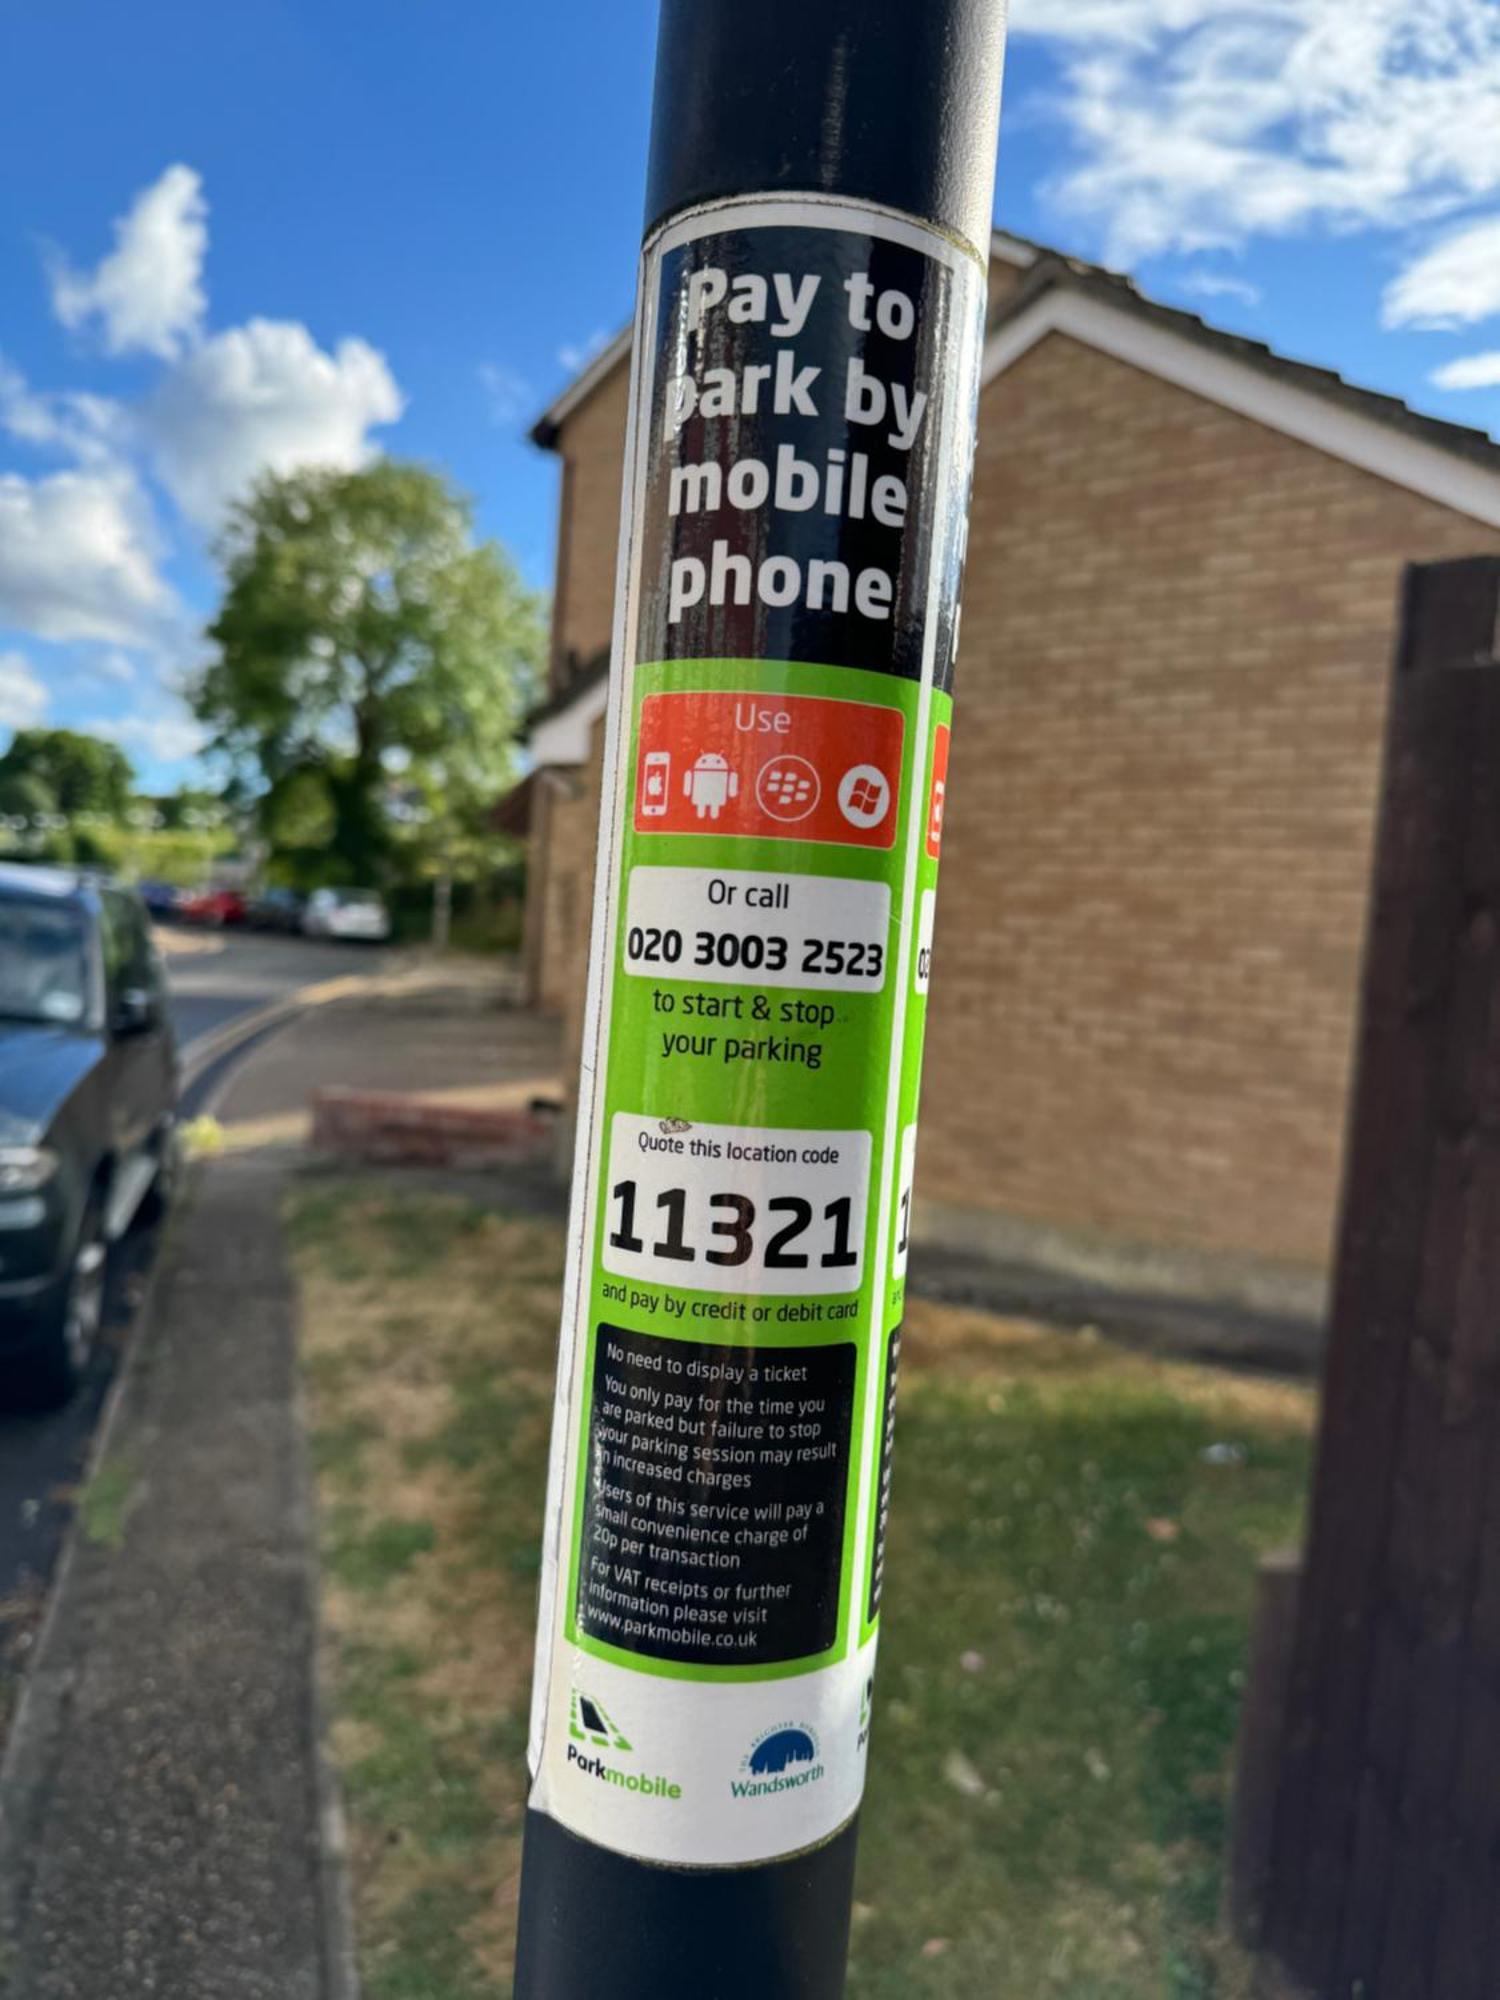 Pay to
park by
mobile
phone
Use
Or call
020 3003 2523
to start & stop
your parking
Quote this location code
11321
and pay by credit or debit card
No need to display a ticket
You only pay for the time you
are parked but failure to stop
your parking session may result
in increased charges
Users of this service will pay a
small convenience charge of
20p per transaction
For VAT receipts or further
information please visit
www.parkmobile.co.uk
Parkmobile
THE BRIGHTER BOROUGH
Wandsworth